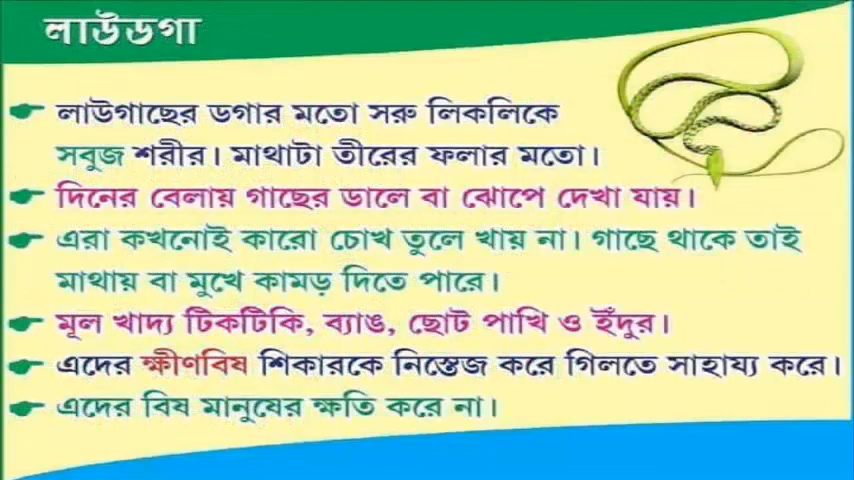 লাউডগা
লাউগাছের ডগার মতো সরু লিকলিকে
সবুজ শরীর। মাথাটা তীরের ফলার মতো।
দিনের বেলায় গাছের ডালে বা ঝোপে দেখা যায়।
এরা কখনোই কারো চোখ তুলে খায় না। গাছে থাকে তাই
মাথায় বা মুখে কামড় দিতে পারে।
মূল খাদ্য টিকটিকি, ব্যাঙ, ছোট পাখি ও ইঁদুর।
এদের ক্ষীণবিষ শিকারকে নিস্তেজ করে গিলতে সাহায্য করে।
এদের বিষ মানুষের ক্ষতি করে না।